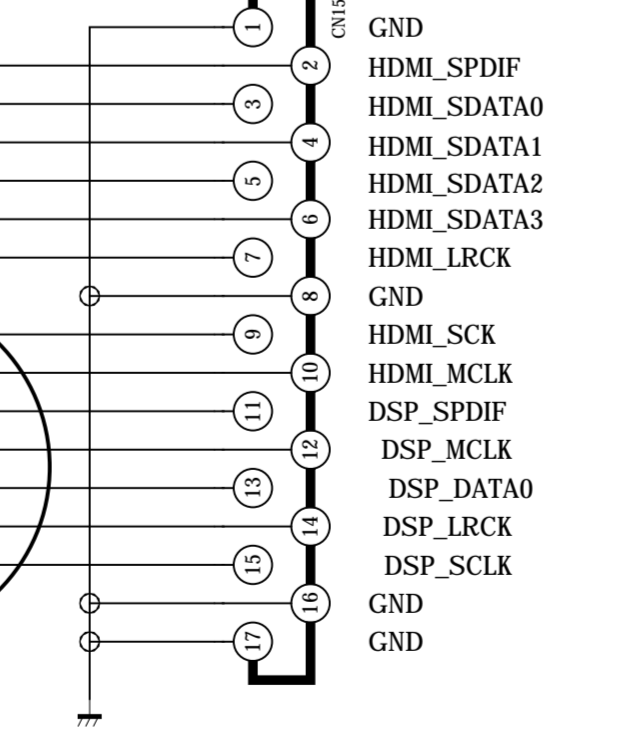 CN15
1 GND
2 HDMI_SPDIF
3 HDMI_SDATA0
4 HDMI_SDATA1
5 HDMI_SDATA2
6 HDMI_SDATA3
7 HDMI_LRCK
8 GND
9 HDMI_SCK
10 HDMI_MCLK
11 DSP_SPDIF
12 DSP_MCLK
13 DSP_DATA0
14 DSP_LRCK
15 DSP_SCLK
16 GND
17 GND